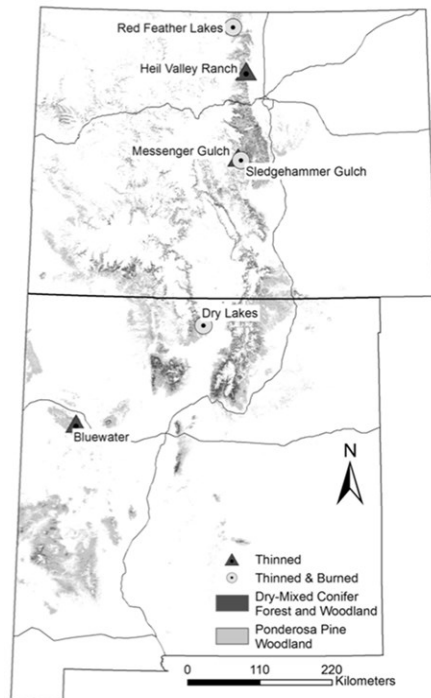 Red Feather Lakes
Heil Valley Ranch
Messenger Gulch
Sledgehammer Gulch
Dry Lakes
Bluewater
N
Thinned
Thinned & Burned
Dry-Mixed Conifer
Forest and Woodland
Ponderosa Pine
Woodland
0 110 220
Kilometers